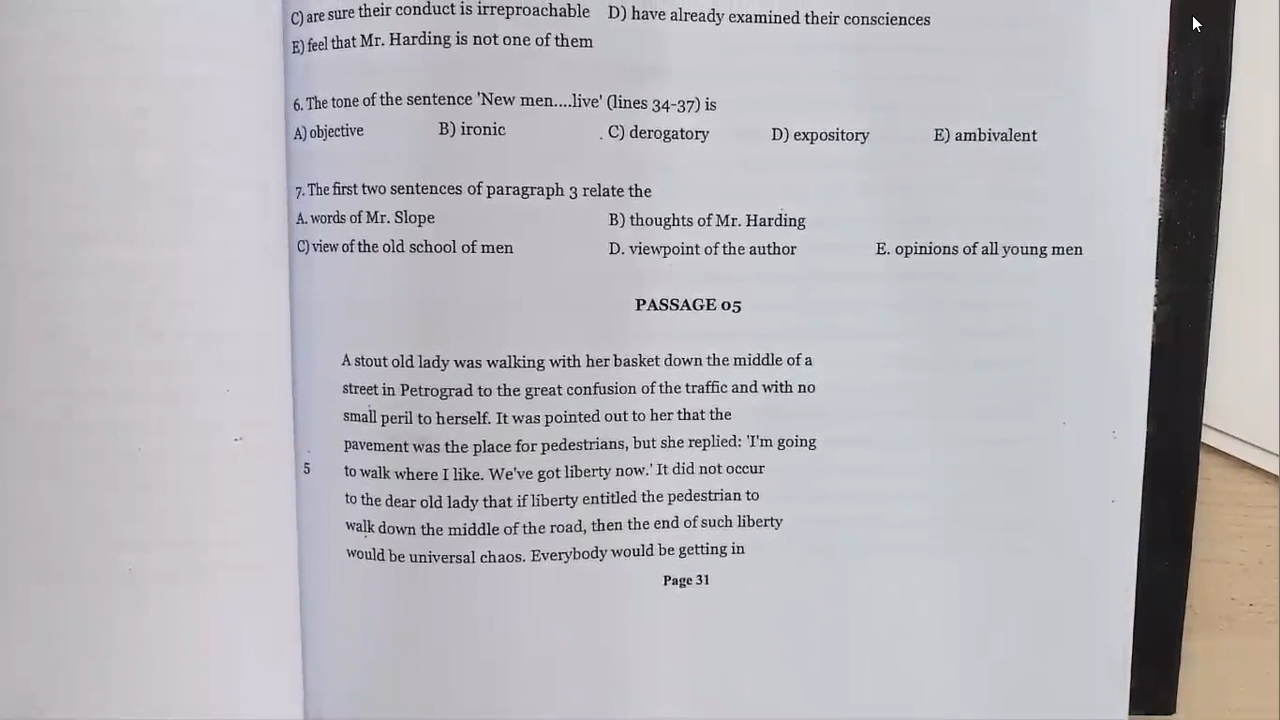 C) are sure their conduct is irreproachable D) have already examined their consciences
E) feel that Mr. Harding is not one of them
6. The tone of the sentence 'New men....live' (lines 34-37) is
A) objective B) ironic . C) derogatory D) expository E) ambivalent
7. The first two sentences of paragraph 3 relate the
A. words of Mr. Slope B) thoughts of Mr. Harding
C) view of the old school of men D. viewpoint of the author E. opinions of all young men
PASSAGE 05
A stout old lady was walking with her basket down the middle of a
street in Petrograd to the great confusion of the traffic and with no
small peril to herself. It was pointed out to her that the
pavement was the place for pedestrians, but she replied: 'I'm going
5 to walk where I like. We've got liberty now.' It did not occur
to the dear old lady that if liberty entitled the pedestrian to
walk down the middle of the road, then the end of such liberty
would be universal chaos. Everybody would be getting in
Page 31